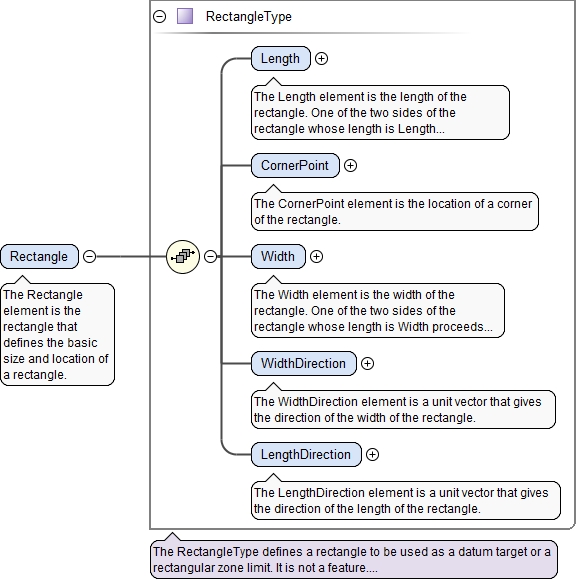 RectangleType
Length
The Length element is the length of the
rectangle. One of the two sides of the
rectangle whose length is Length...
CornerPoint
The CornerPoint element is the location of a corner
of the rectangle.
Rectangle
The Rectangle
element is the
rectangle that
defines the basic
size and location of
a rectangle.
Width
The Width element is the width of the
rectangle. One of the two sides of the
rectangle whose length is Width proceeds...
WidthDirection
The WidthDirection element is a unit vector that gives
the direction of the width of the rectangle.
LengthDirection
The LengthDirection element is a unit vector that gives
the direction of the length of the rectangle.
The RectangleType defines a rectangle to be used as a datum target or a
rectangular zone limit. It is not a feature....